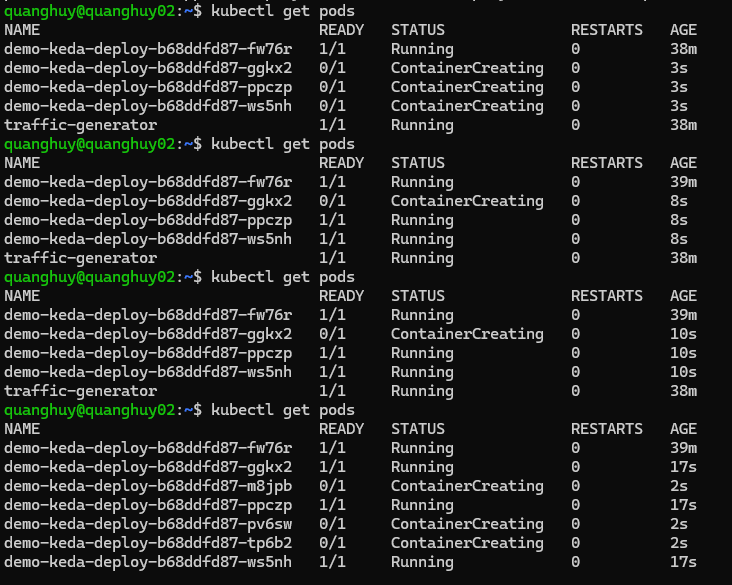 quanghuy@quanghuy02:~$ kubectl get pods
NAME READY STATUS RESTARTS AGE
demo-keda-deploy-b68ddfd87-fw76r 1/1 Running 0 38m
demo-keda-deploy-b68ddfd87-ggkx2 0/1 ContainerCreating 0 3s
demo-keda-deploy-b68ddfd87-ppczp 0/1 ContainerCreating 0 3s
demo-keda-deploy-b68ddfd87-ws5nh 0/1 ContainerCreating 0 3s
traffic-generator 1/1 Running 0 38m
quanghuy@quanghuy02:~$ kubectl get pods
NAME READY STATUS RESTARTS AGE
demo-keda-deploy-b68ddfd87-fw76r 1/1 Running 0 39m
demo-keda-deploy-b68ddfd87-ggkx2 0/1 ContainerCreating 0 8s
demo-keda-deploy-b68ddfd87-ppczp 1/1 Running 0 8s
demo-keda-deploy-b68ddfd87-ws5nh 1/1 Running 0 8s
traffic-generator 1/1 Running 0 38m
quanghuy@quanghuy02:~$ kubectl get pods
NAME READY STATUS RESTARTS AGE
demo-keda-deploy-b68ddfd87-fw76r 1/1 Running 0 39m
demo-keda-deploy-b68ddfd87-ggkx2 0/1 ContainerCreating 0 10s
demo-keda-deploy-b68ddfd87-ppczp 1/1 Running 0 10s
demo-keda-deploy-b68ddfd87-ws5nh 1/1 Running 0 10s
traffic-generator 1/1 Running 0 38m
quanghuy@quanghuy02:~$ kubectl get pods
NAME READY STATUS RESTARTS AGE
demo-keda-deploy-b68ddfd87-fw76r 1/1 Running 0 39m
demo-keda-deploy-b68ddfd87-ggkx2 1/1 Running 0 17s
demo-keda-deploy-b68ddfd87-m8jpb 0/1 ContainerCreating 0 2s
demo-keda-deploy-b68ddfd87-ppczp 1/1 Running 0 17s
demo-keda-deploy-b68ddfd87-pv6sw 0/1 ContainerCreating 0 2s
demo-keda-deploy-b68ddfd87-tp6b2 0/1 ContainerCreating 0 2s
demo-keda-deploy-b68ddfd87-ws5nh 1/1 Running 0 17s